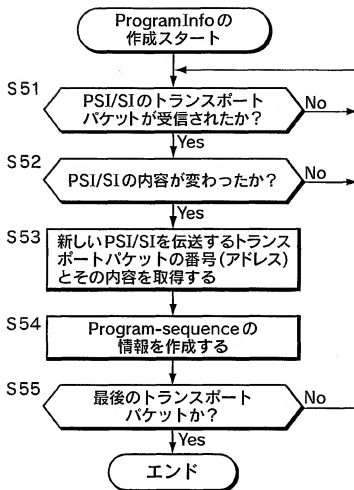 ProgramInfoの
作成スタート
S51
PSI/SIのトランスポート
パケットが受信されたか?
No
Yes
S52
PSI/SIの内容が変わったか?
No
Yes
S53
新しいPSI/SIを伝送するトランス
ポートパケットの番号(アドレス)
とその内容を取得する
S54
Program-sequenceの
情報を作成する
S55
最後のトランスポート
パケットか?
No
Yes
エンド